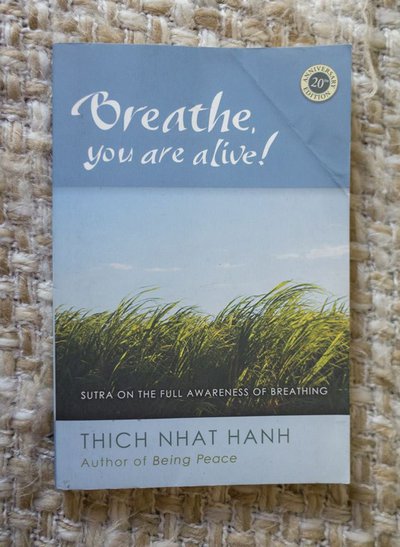 Breathe,
you are alive!
ANNIVERSARY
20TH
EDITION
SUTRA ON THE FULL AWARENESS OF BREATHING
THICH NHAT HANH
Author of Being Peace